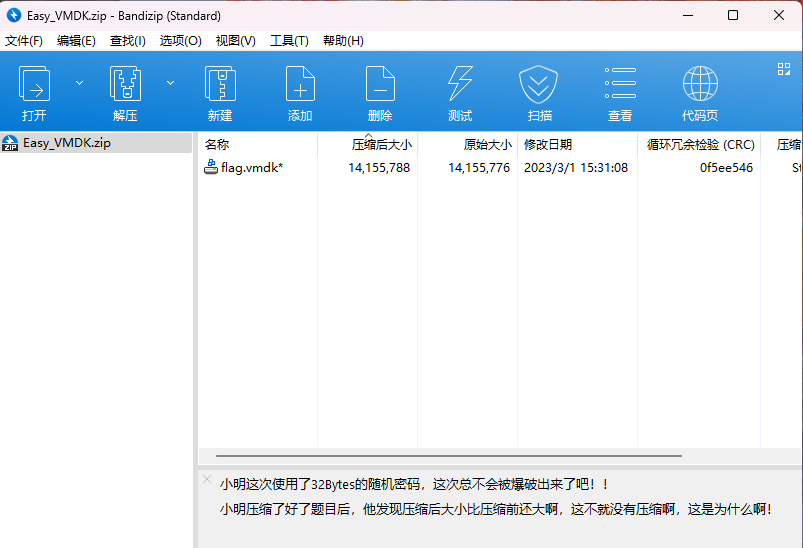 Easy_VMDK.zip - Bandizip (Standard)
文件(F) 编辑(E) 查找(I) 选项(O) 视图(V) 工具(T) 帮助(H)
打开 解压 新建 添加 删除 测试 扫描 查看 代码页
Easy_VMDK.zip
名称 压缩后大小 原始大小 修改日期 循环冗余检验 (CRC) 压缩
flag.vmdk* 14,155,788 14,155,776 2023/3/1 15:31:08 0f5ee546 St
小明这次使用了32Bytes的随机密码，这次总不会被爆破出来了吧！！
小明压缩了好了题目后，他发现压缩后大小比压缩前还大啊，这不就没有压缩啊，这是为什么啊！